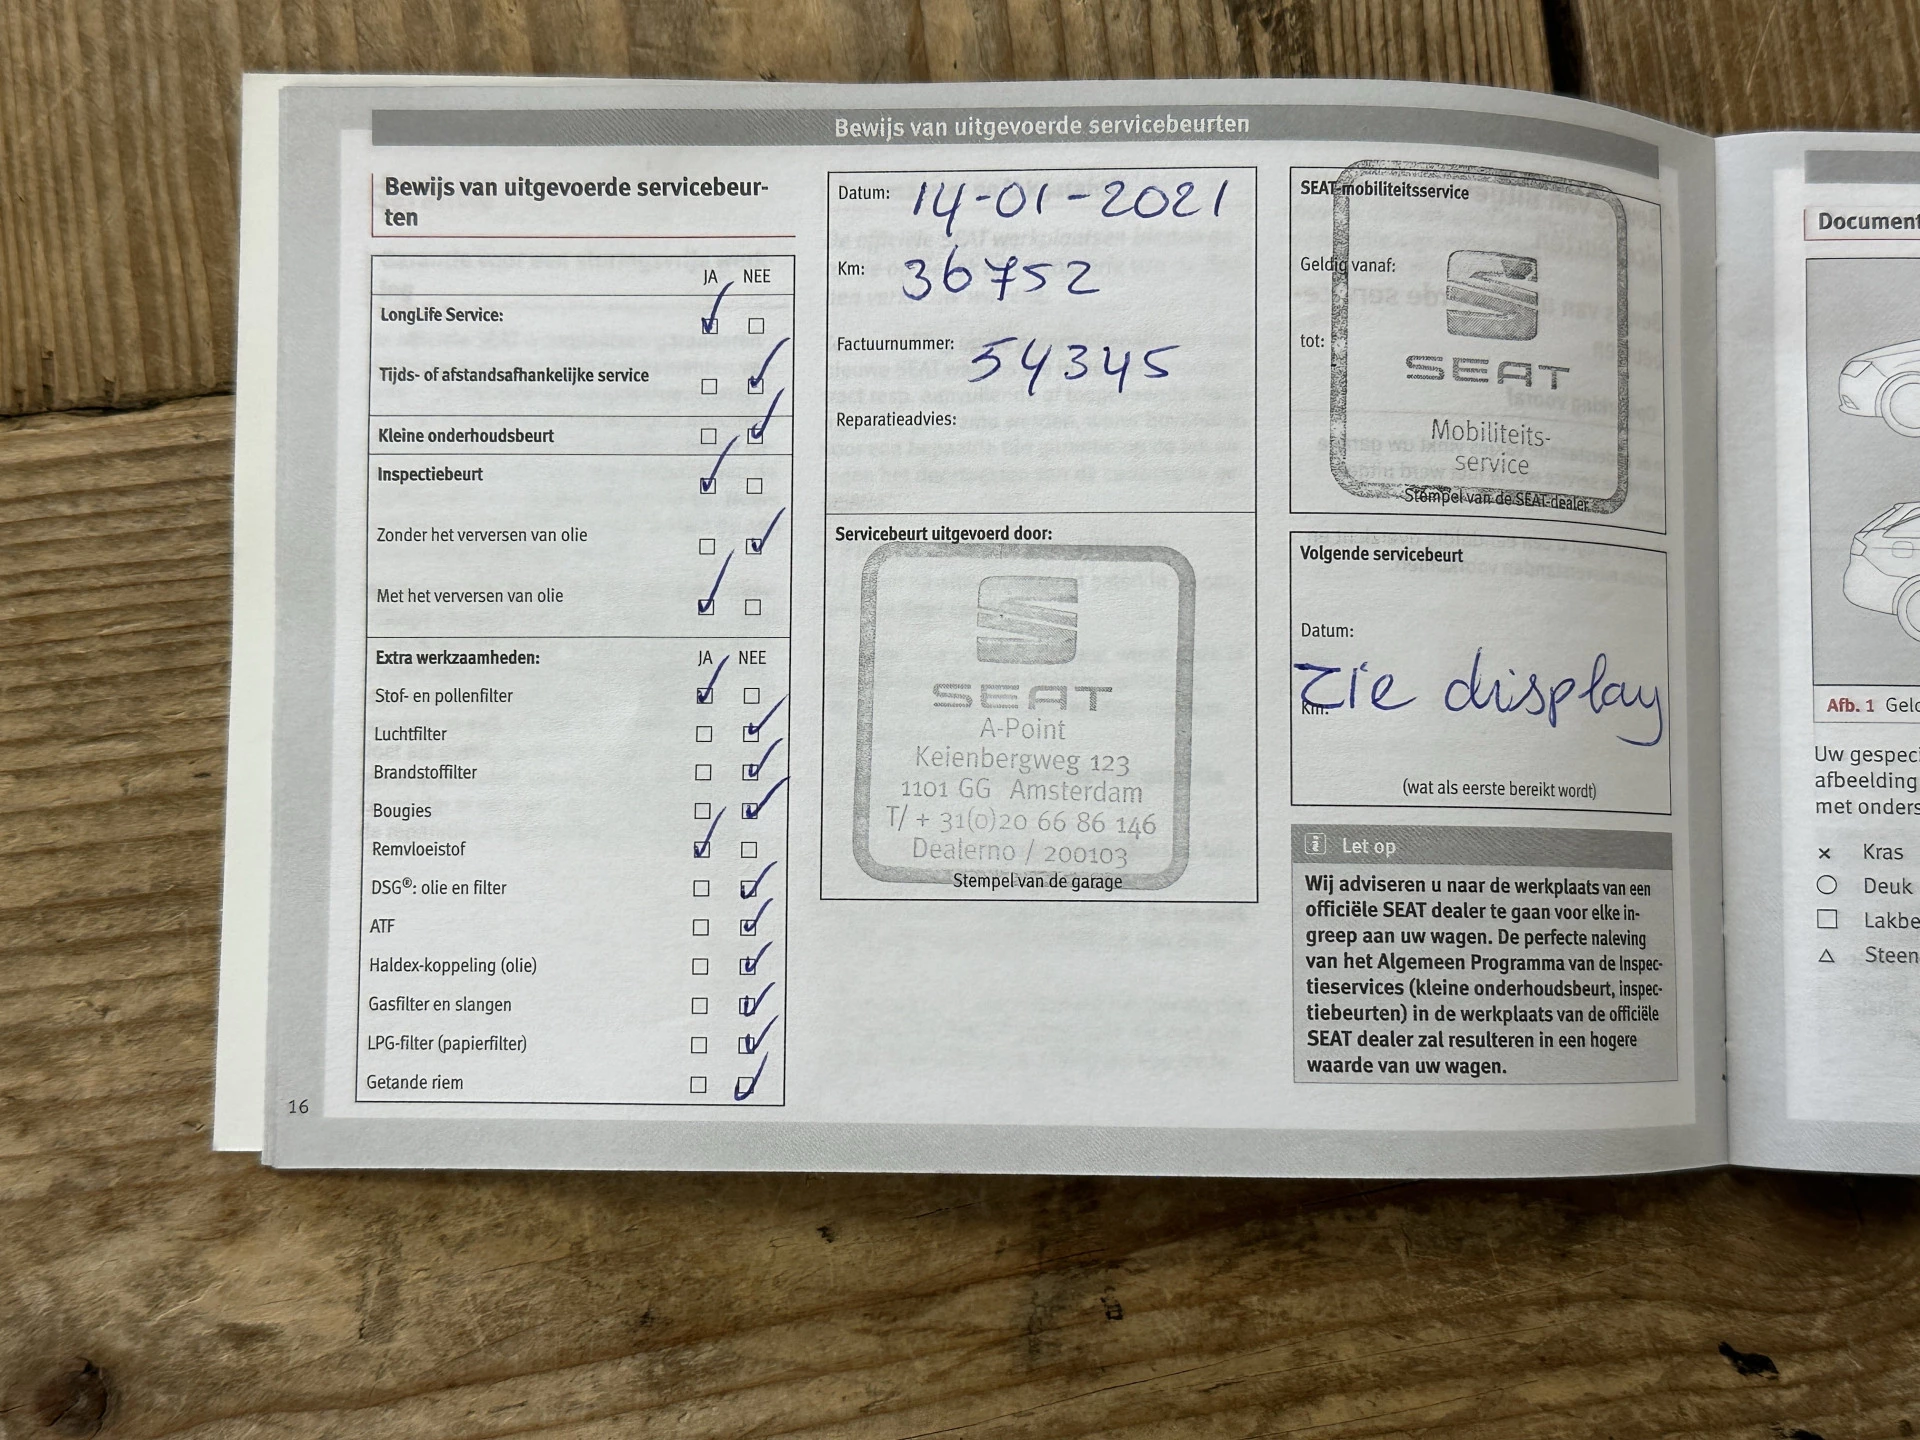 Bewijs van uitgevoerde servicebeurten
Bewijs van uitgevoerde servicebeur-
ten
JA NEE
LongLife Service:
Tijds- of afstandsafhankelijke service
Kleine onderhoudsbeurt
Inspectiebeurt
Zonder het verversen van olie
Met het verversen van olie
Extra werkzaamheden: JA NEE
Stof- en pollenfilter
Luchtfilter
Brandstoffilter
Bougies
Remvloeistof
DSG®: olie en filter
ATF
Haldex-koppeling (olie)
Gasfilter en slangen
LPG-filter (papierfilter)
Getande riem
16
Datum: 14-01-2021
Km: 36752
Factuurnummer: 54345
Reparatieadvies:
Servicebeurt uitgevoerd door:
SEAT
A-Point
Keienbergweg 123
1101 GG Amsterdam
T/ + 31(0)20 66 86 146
Dealerno / 200103
Stempel van de garage
SEAT-mobiliteitsservice
Geldig vanaf:
tot:
SEAT
Mobiliteits-
service
Stempel van de SEAT-dealer
Volgende servicebeurt
Datum:
zie display
Km:
(wat als eerste bereikt wordt)
i Let op
Wij adviseren u naar de werkplaats van een
officiële SEAT dealer te gaan voor elke in-
greep aan uw wagen. De perfecte naleving
van het Algemeen Programma van de Inspec-
tieservices (kleine onderhoudsbeurt, inspec-
tiebeurten) in de werkplaats van de officiële
SEAT dealer zal resulteren in een hogere
waarde van uw wagen.
Document
Afb. 1 Gelo
Uw gespeci
afbeelding
met onders
Kras
Deuk
Lakbe
Steen